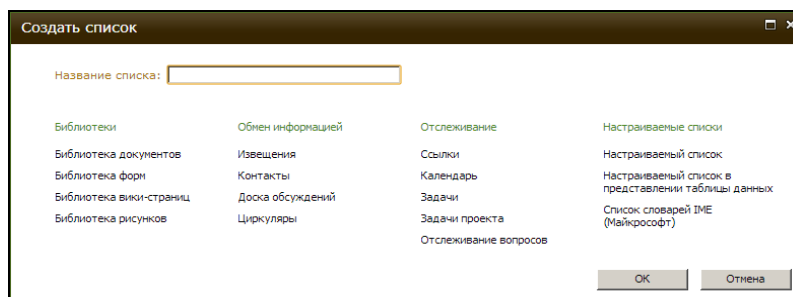 Создать список
Название списка:
Библиотеки
Библиотека документов
Библиотека форм
Библиотека вики-страниц
Библиотека рисунков
Обмен информацией
Извещения
Контакты
Доска обсуждений
Циркуляры
Отслеживание
Ссылки
Календарь
Задачи
Задачи проекта
Отслеживание вопросов
Настраиваемые списки
Настраиваемый список
Настраиваемый список в
представлении таблицы данных
Список словарей IME
(Майкрософт)
ОК
Отмена